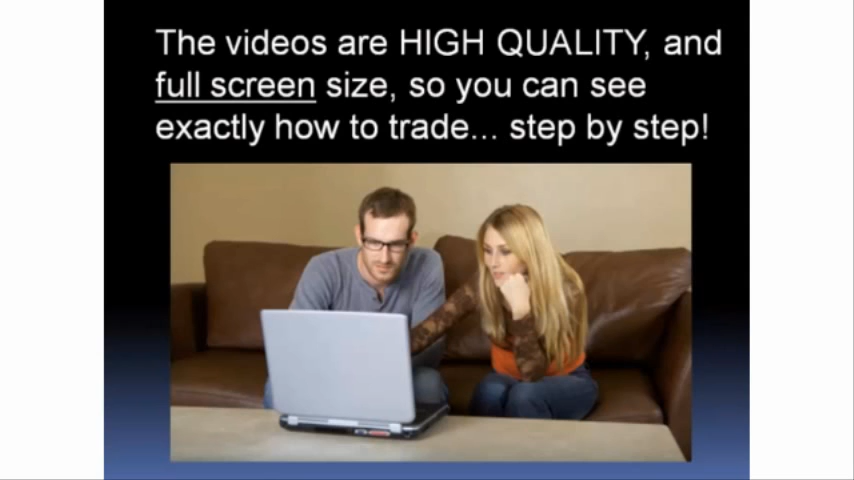 The videos are HIGH QUALITY, and
full screen size, so you can see
exactly how to trade... step by step!